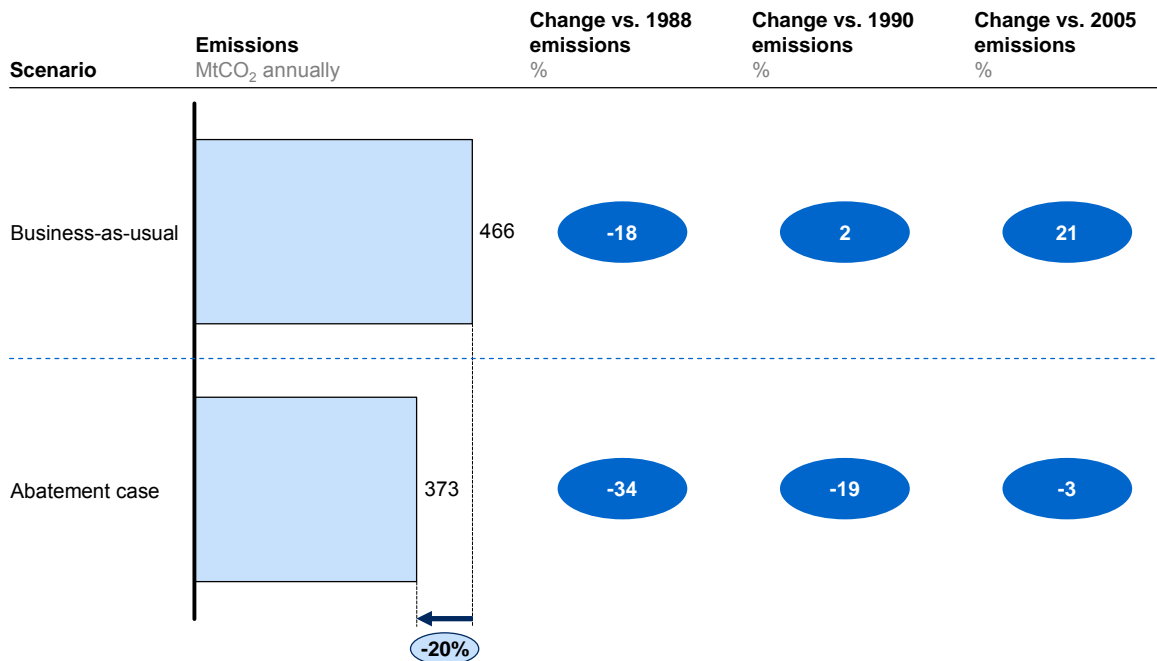 Scenario
Emissions
MtCO₂ annually
Change vs. 1988
emissions
%
Change vs. 1990
emissions
%
Change vs. 2005
emissions
%
Business-as-usual
466
-18
2
21
Abatement case
373
-34
-19
-3
-20%